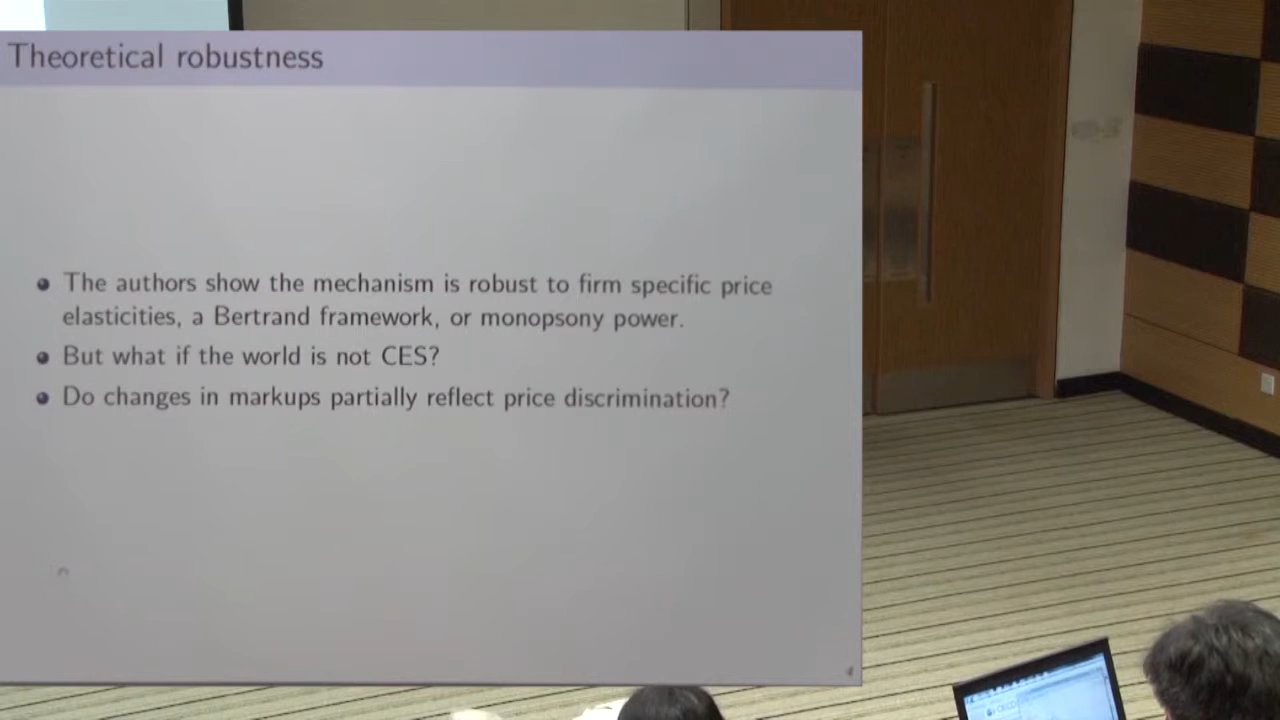 Theoretical robustness
The authors show the mechanism is robust to firm specific price
elasticities, a Bertrand framework, or monopsony power.
But what if the world is not CES?
Do changes in markups partially reflect price discrimination?
4